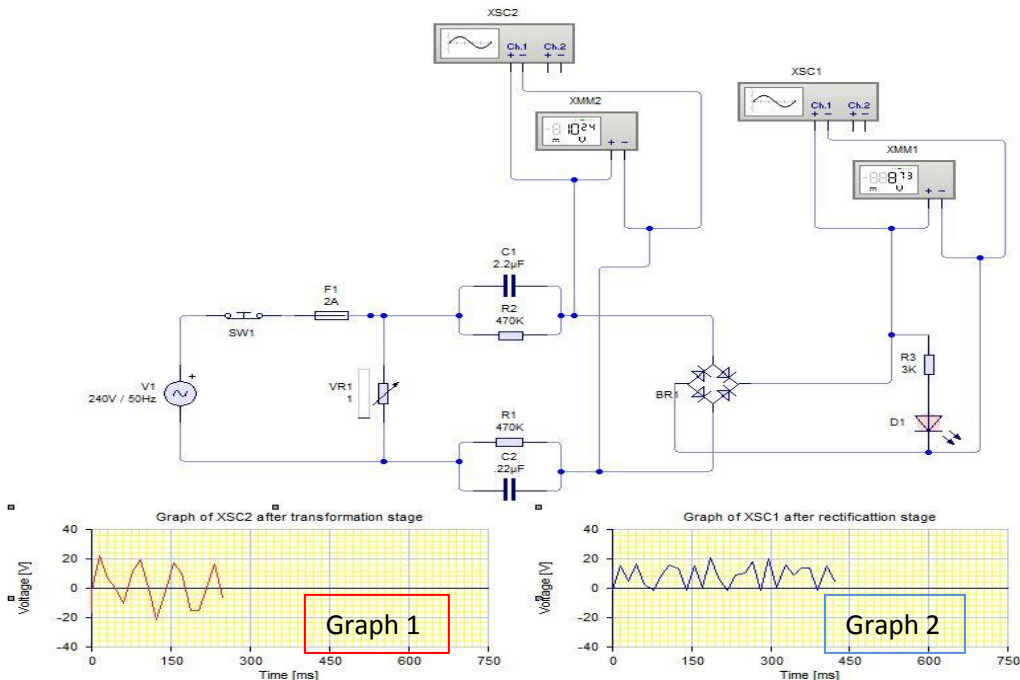 XSC2
Ch.1 Ch.2
+ - + -
XSC1
Ch.1 Ch.2
+ - + -
XMM2
m V + -
XMM1
m V + -
C1
2.2µF
R2
470K
F1
2A
SW1
V1
240V / 50Hz
+
VR1
1
R1
470K
C2
.22µF
BR1
R3
3K
D1
Graph of XSC2 after transformation stage
Voltage [V]
40
20
0
-20
-40
0 150 300 450 600 750
Time [ms]
Graph 1
Graph of XSC1 after rectificattion stage
Voltage [V]
40
20
0
-20
-40
0 150 300 450 600 750
Time [ms]
Graph 2